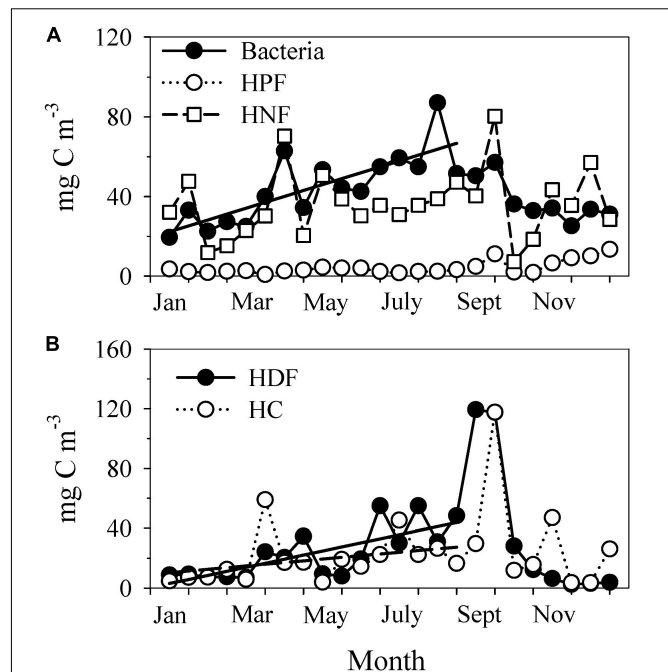 A
120
Bacteria
HPF
HNF
80
mg C m-3
40
0
Jan Mar May July Sept Nov
B
160
HDF
HC
120
mg C m-3
80
40
0
Jan Mar May July Sept Nov
Month